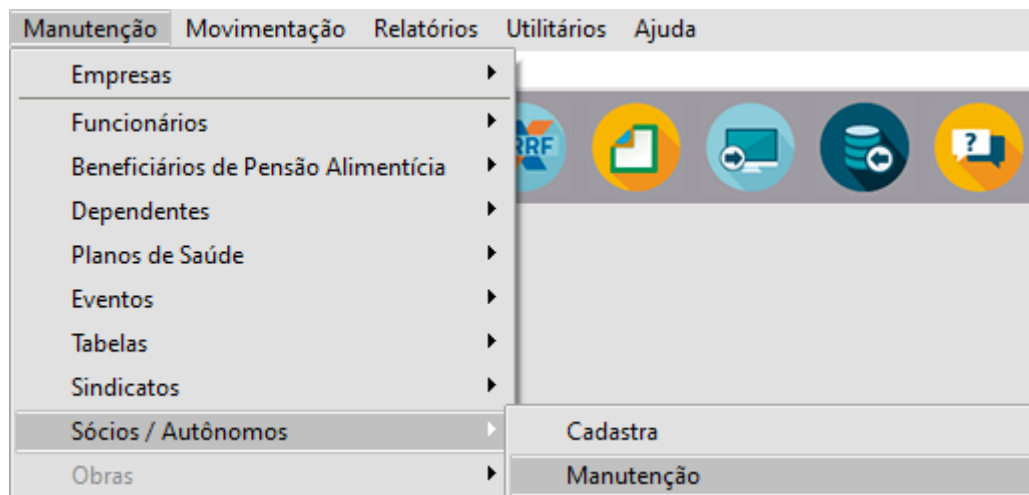 Manutenção Movimentação Relatórios Utilitários Ajuda
Empresas
Funcionários
RRF
?
Beneficiários de Pensão Alimentícia
Dependentes
Planos de Saúde
Eventos
Tabelas
Sindicatos
Sócios / Autônomos
Cadastra
Obras
Manutenção